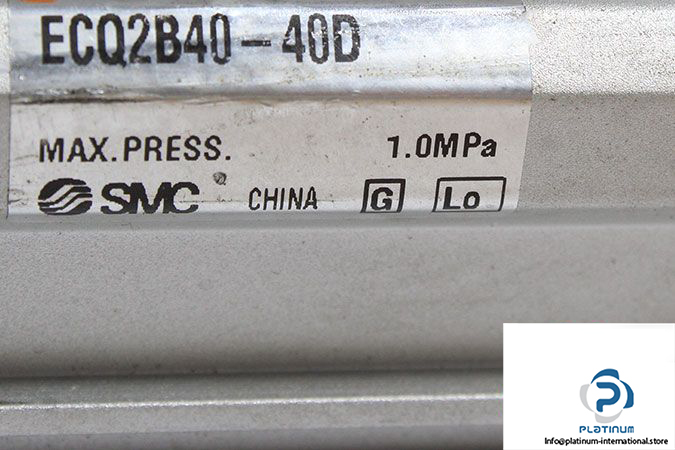 ECQ2B40-40D
MAX.PRESS. 1.0MPa
SMC CHINA G Lo
PLATINUM
Info@platinum-international.store